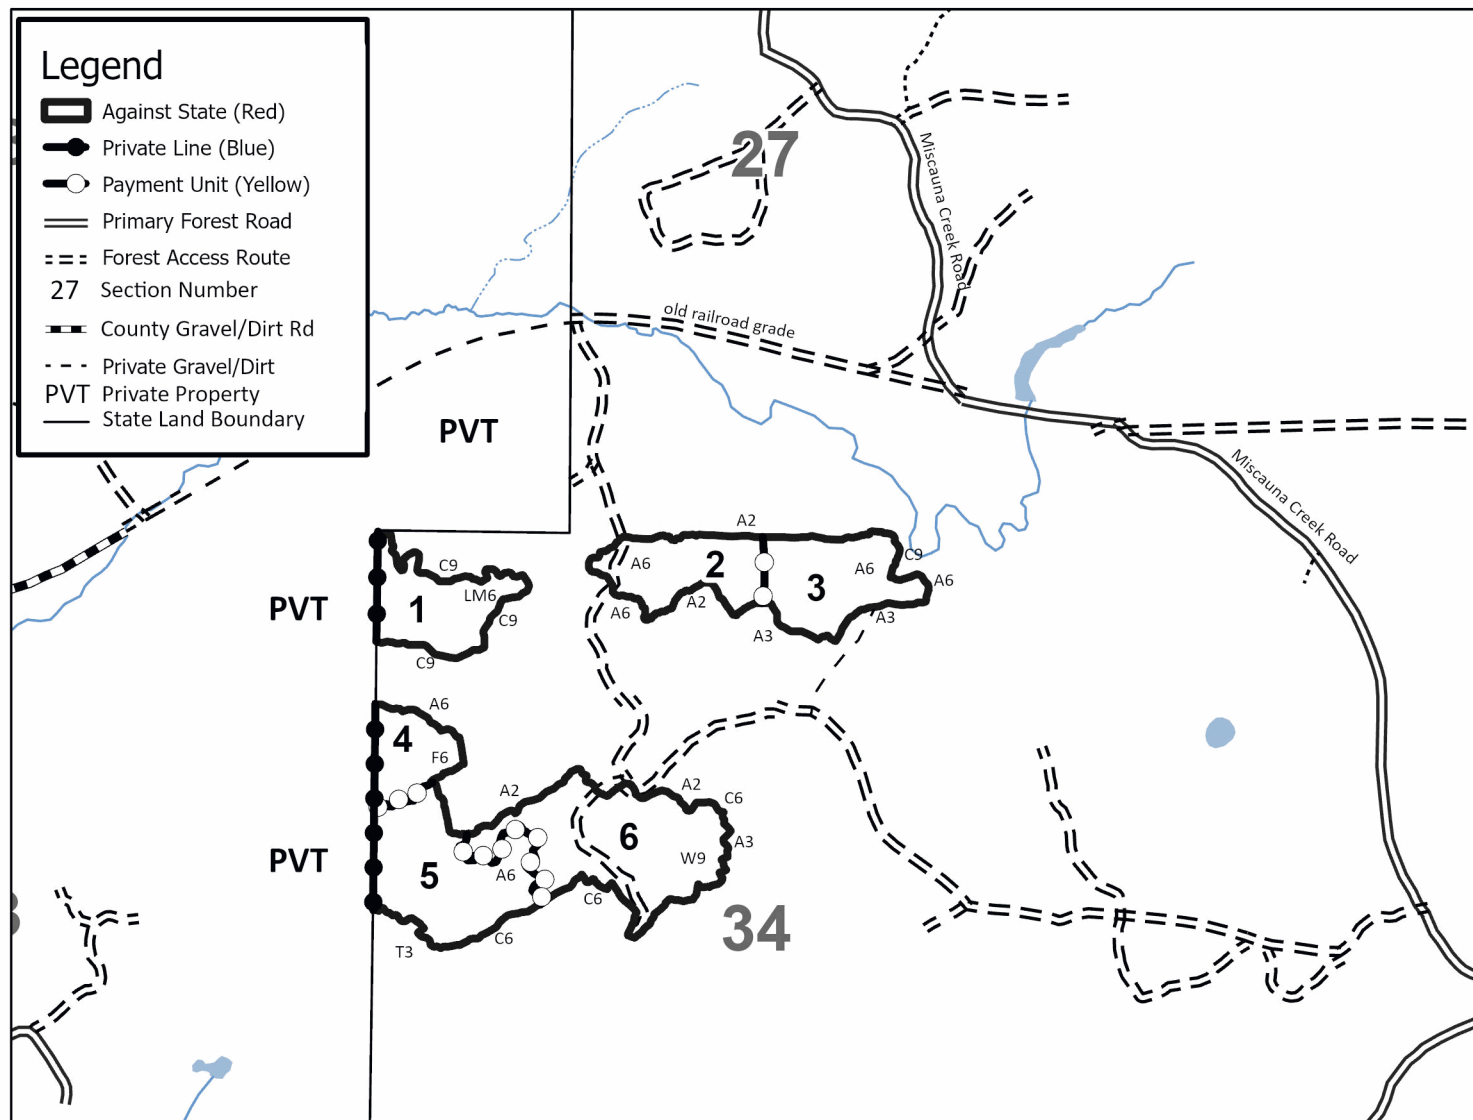 Legend
Against State (Red)
Private Line (Blue)
Payment Unit (Yellow)
Primary Forest Road
Forest Access Route
27 Section Number
County Gravel/Dirt Rd
Private Gravel/Dirt
PVT Private Property
State Land Boundary
27
Miscauna Creek Road
old railroad grade
PVT
Miscauna Creek Road
A2
C9
A6
2
A6
C9
3
A6
LM6
PVT
1
A6
A2
C9
A3
A3
C9
A6
4
F6
A2
A2
C6
6
A3
PVT
5
A6
W9
C6
34
T3
C6